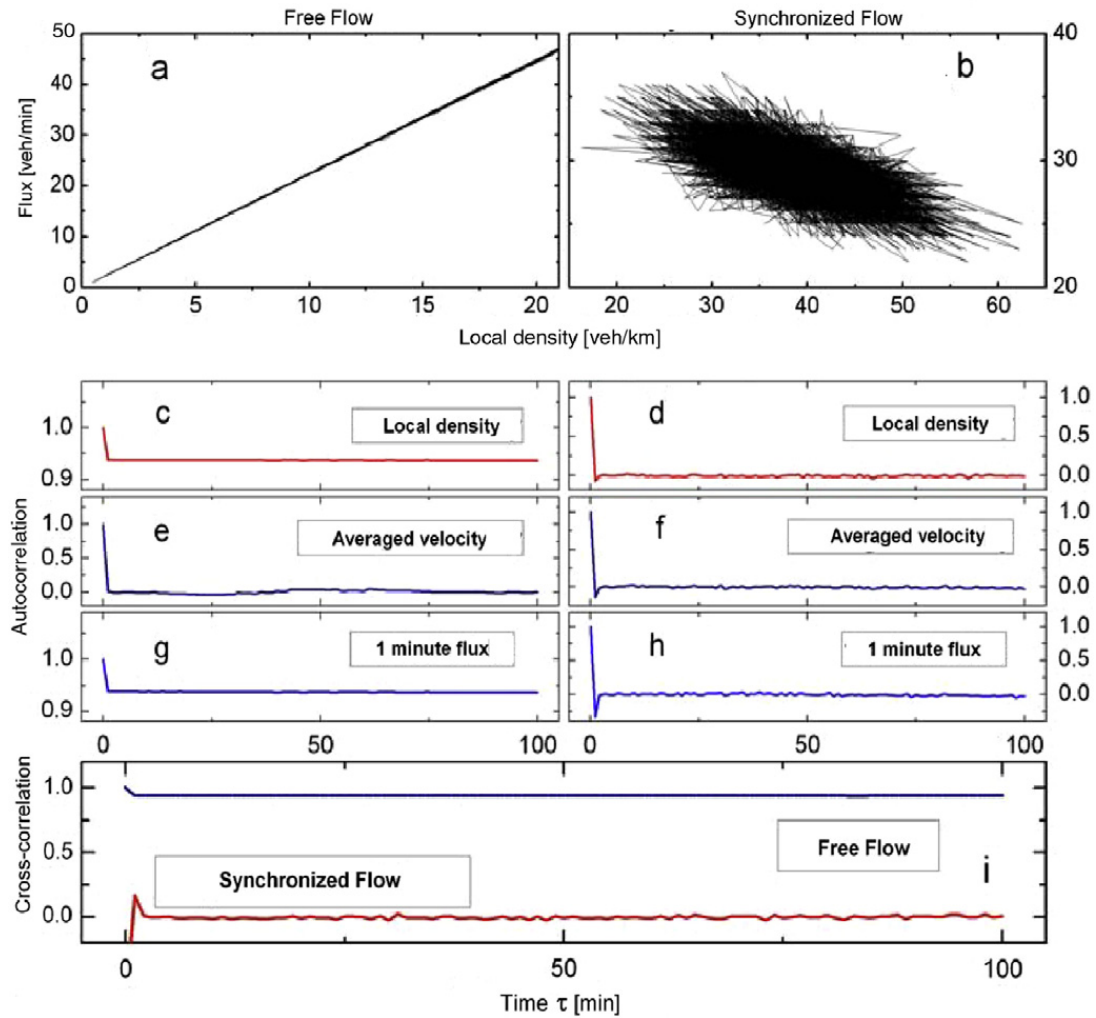 Free Flow
Synchronized Flow
50
40
30
20
10
0
a
b
40
30
20
Flux [veh/min]
0 5 10 15 20
20 30 40 50 60
Local density [veh/km]
c
Local density
1.0
0.9
d
Local density
1.0
0.5
0.0
e
Averaged velocity
1.0
0.5
0.0
f
Averaged velocity
1.0
0.5
0.0
g
1 minute flux
1.0
0.9
h
1 minute flux
1.0
0.5
0.0
Autocorrelation
0 50 100
0 50 100
Cross-correlation
1.0
0.5
0.0
Free Flow
i
Synchronized Flow
0 50 100
Time τ [min]